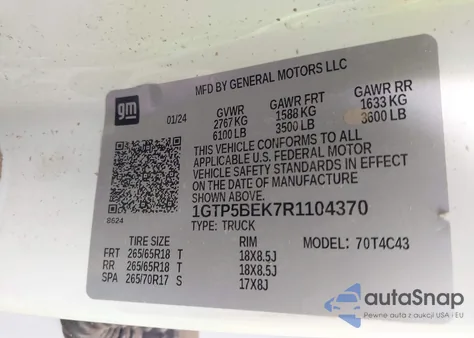 MFD BY GENERAL MOTORS LLC
gm
01/24
GVWR GAWR FRT GAWR RR
2767 KG 1588 KG 1633 KG
6100 LB 3500 LB 3600 LB
THIS VEHICLE CONFORMS TO ALL
APPLICABLE U.S. FEDERAL MOTOR
VEHICLE SAFETY STANDARDS IN EFFECT
ON THE DATE OF MANUFACTURE
SHOWN ABOVE.
1GTP5BEK7R1104370
TYPE: TRUCK
8624
TIRE SIZE RIM MODEL: 70T4C43
FRT 265/65R18 T 18X8.5J
RR 265/65R18 T 18X8.5J
SPA 265/70R17 S 17X8J
autoSnap
Pewne auta z aukcji USA i EU